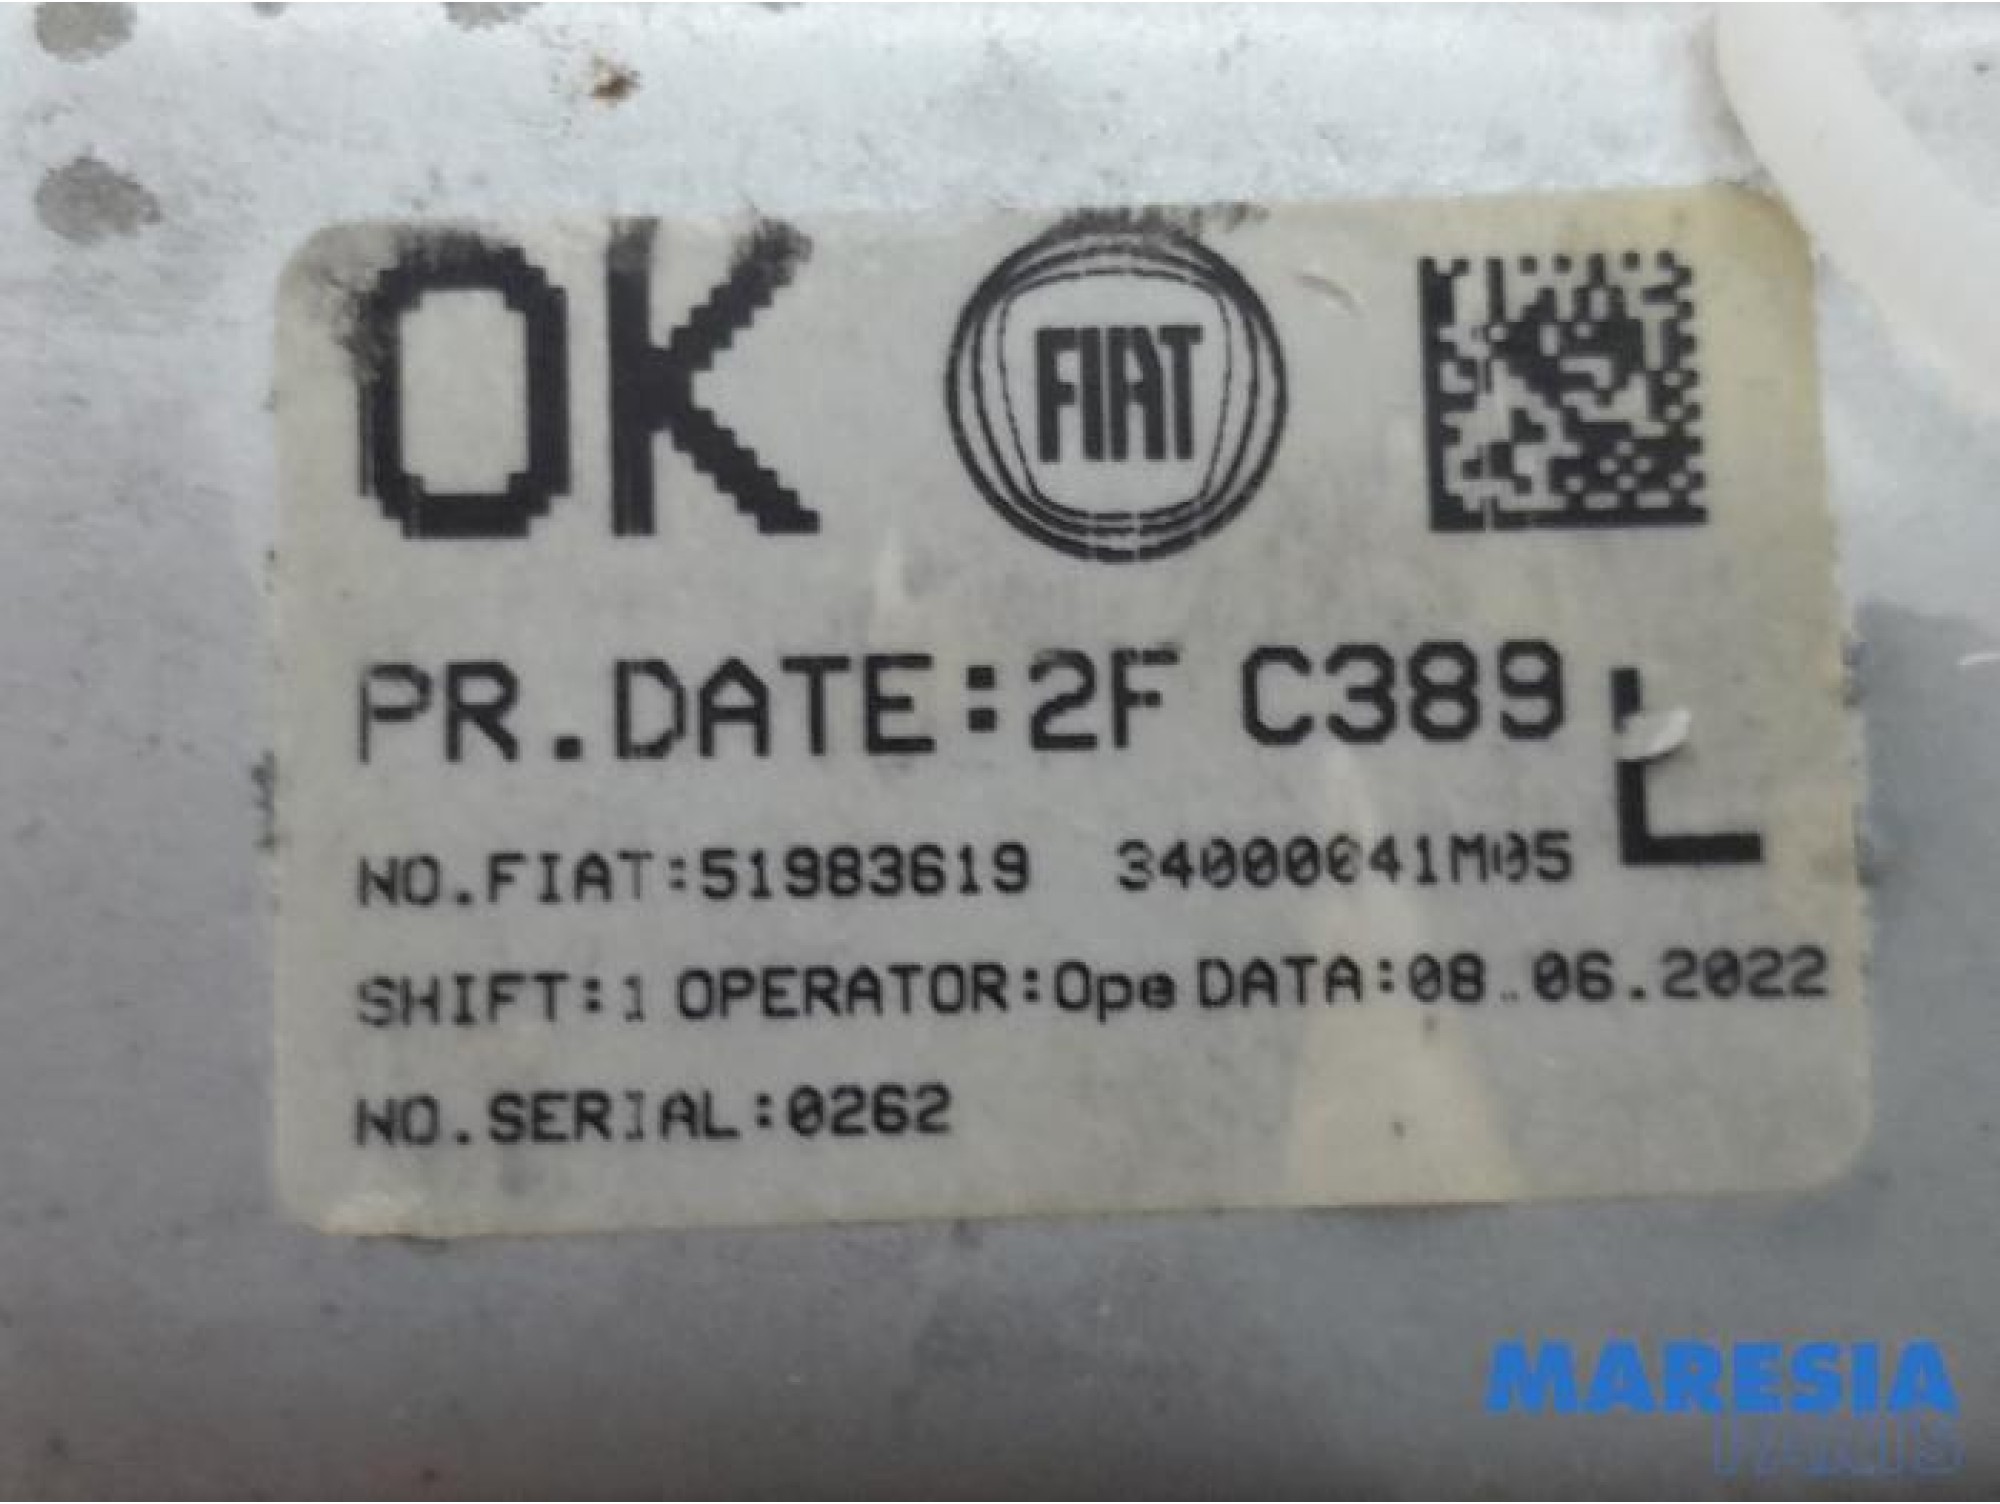 OK FIAT
PR.DATE:2F C389 L
NO.FIAT:51983619 34000041M05
SHIFT:1 OPERATOR:Ope DATA:08.06.2022
NO.SERIAL:0262
MARESIA
PARTS